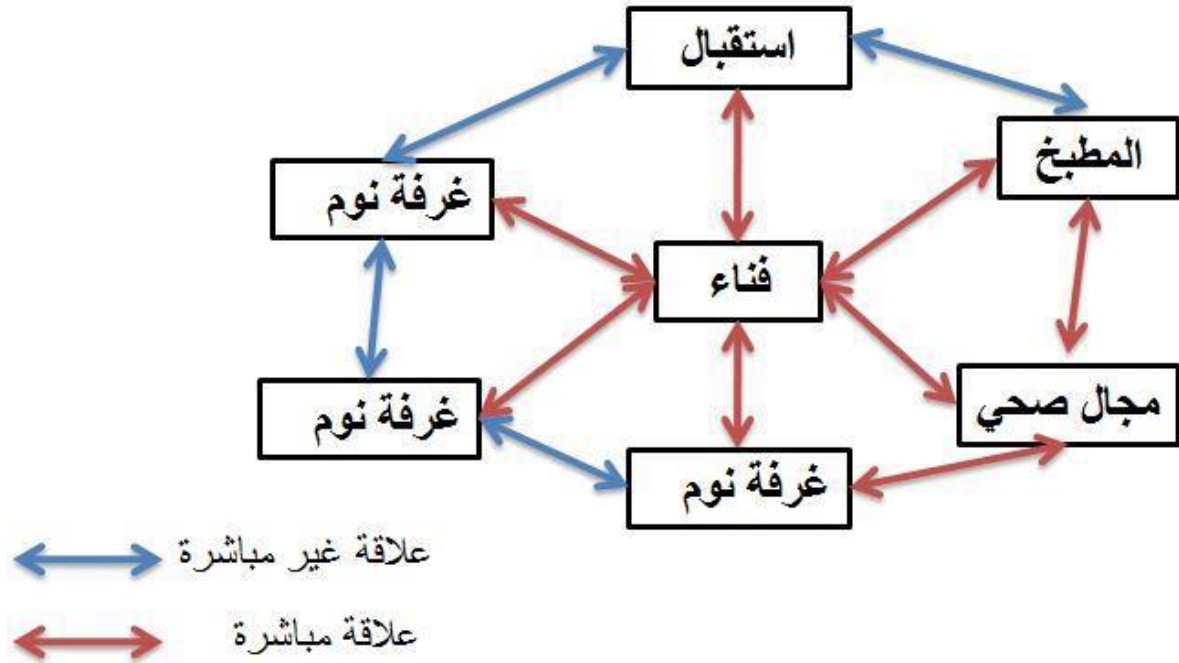 استقبال
المطبخ
غرفة نوم
فناء
غرفة نوم
مجال صحي
غرفة نوم
علاقة غير مباشرة
علاقة مباشرة